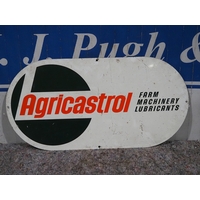 J. Pugh &
Agricastrol
FARM
MACHINERY
LUBRICANTS